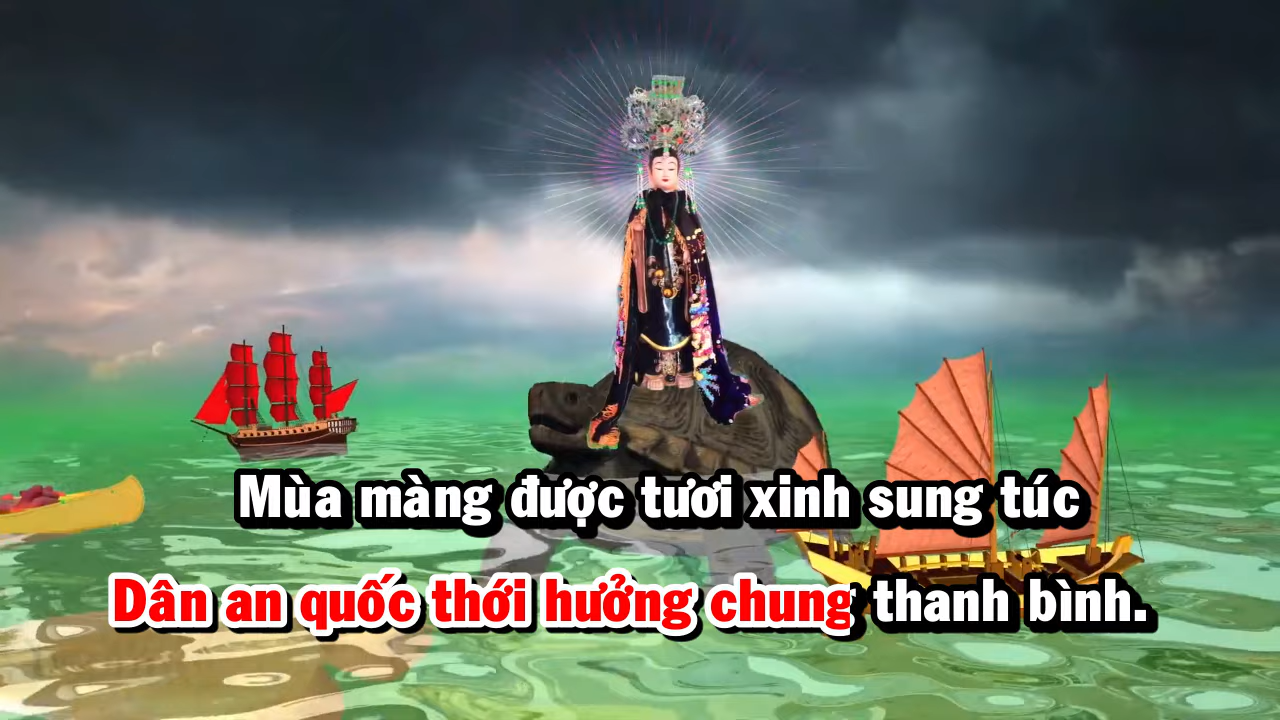 Mùa màng được tươi xinh sung túc
Dân an quốc thới hưởng chung thanh bình.